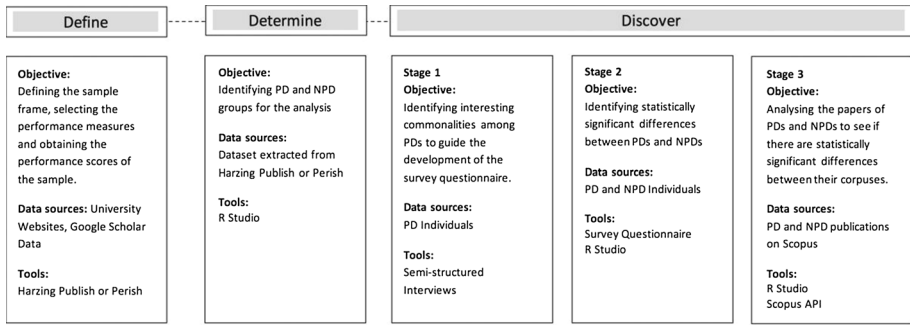 Define
Determine
Discover
Objective:
Defining the sample
frame, selecting the
performance measures
and obtaining the
performance scores of
the sample.
Data sources: University
Websites, Google Scholar
Data
Tools:
Harzing Publish or Perish
Objective:
Identifying PD and NPD
groups for the analysis
Data sources:
Dataset extracted from
Harzing Publish or Perish
Tools:
R Studio
Stage 1
Objective:
Identifying interesting
commonalities among
PDs to guide the
development of the
survey questionnaire.
Data sources:
PD Individuals
Tools:
Semi-structured
Interviews
Stage 2
Objective:
Identifying statistically
significant differences
between PDs and NPDs
Data sources:
PD and NPD Individuals
Tools:
Survey Questionnaire
R Studio
Stage 3
Objective:
Analysing the papers of
PDs and NPDs to see if
there are statistically
significant differences
between their corpuses.
Data sources:
PD and NPD publications
on Scopus
Tools:
R Studio
Scopus API